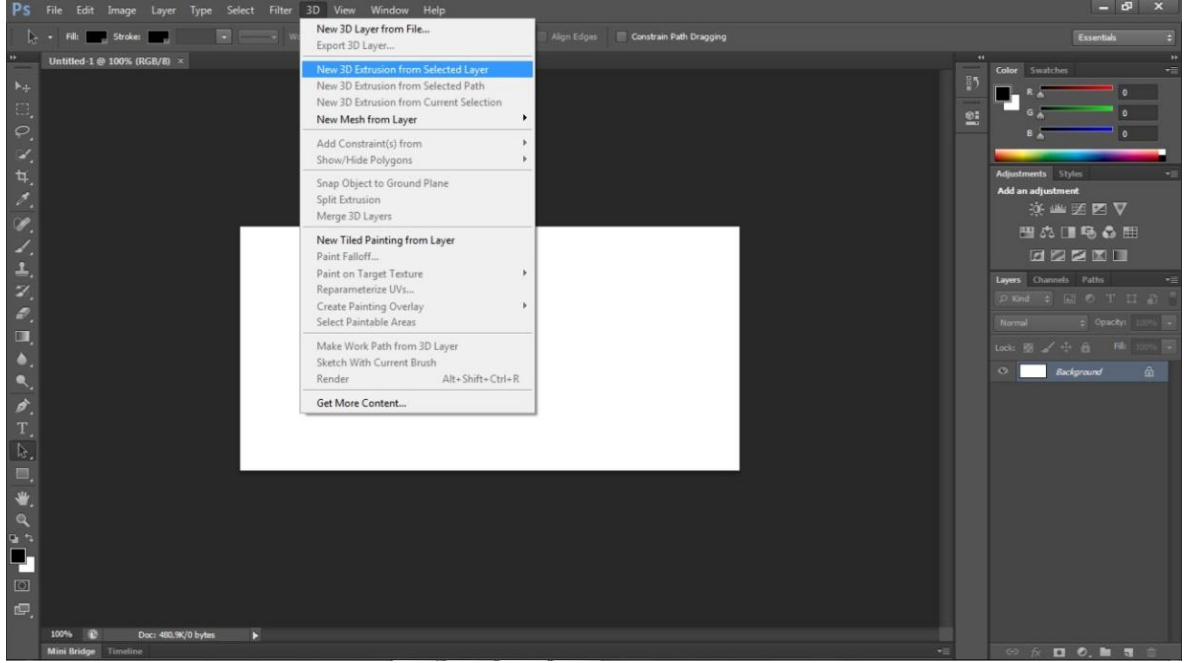 Ps File Edit Image Layer Type Select Filter 3D View Window Help
Fill: Stroke: W Align Edges Constrain Path Dragging Essentials
Untitled-1 @ 100% (RGB/8) ×
New 3D Layer from File...
Export 3D Layer...
New 3D Extrusion from Selected Layer
New 3D Extrusion from Selected Path
New 3D Extrusion from Current Selection
New Mesh from Layer
Add Constraint(s) from
Show/Hide Polygons
Snap Object to Ground Plane
Split Extrusion
Merge 3D Layers
New Tiled Painting from Layer
Paint Falloff...
Paint on Target Texture
Reparameterize UVs...
Create Painting Overlay
Select Paintable Areas
Make Work Path from 3D Layer
Sketch With Current Brush
Render Alt+Shift+Ctrl+R
Get More Content...
Color Swatches
R 0
G 0
B 0
Adjustments Styles
Add an adjustment
Layers Channels Paths
Kind
Normal Opacity: 100%
Lock: Fill: 100%
Background
100% Doc: 480.9K/0 bytes
Mini Bridge Timeline